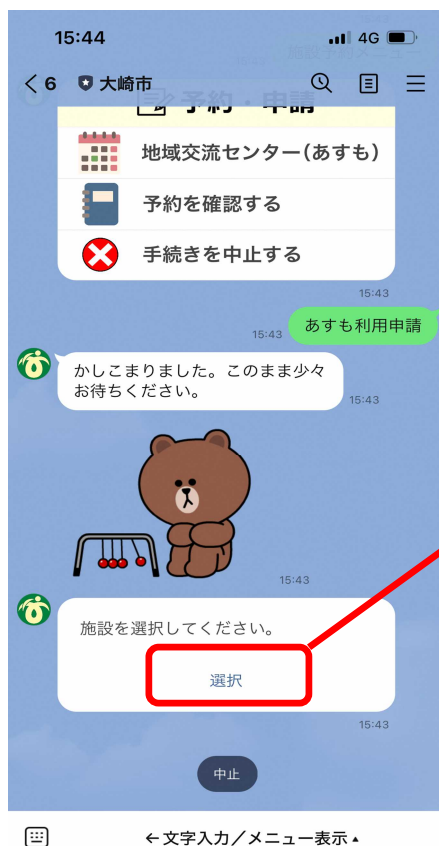 15:44
4G
6 大崎市
予約・申請
地域交流センター(あすも)
予約を確認する
手続きを中止する
15:43
あすも利用申請
15:43
かしこまりました。このまま少々
お待ちください。
15:43
15:43
施設を選択してください。
選択
15:43
中止
←文字入力/メニュー表示▲